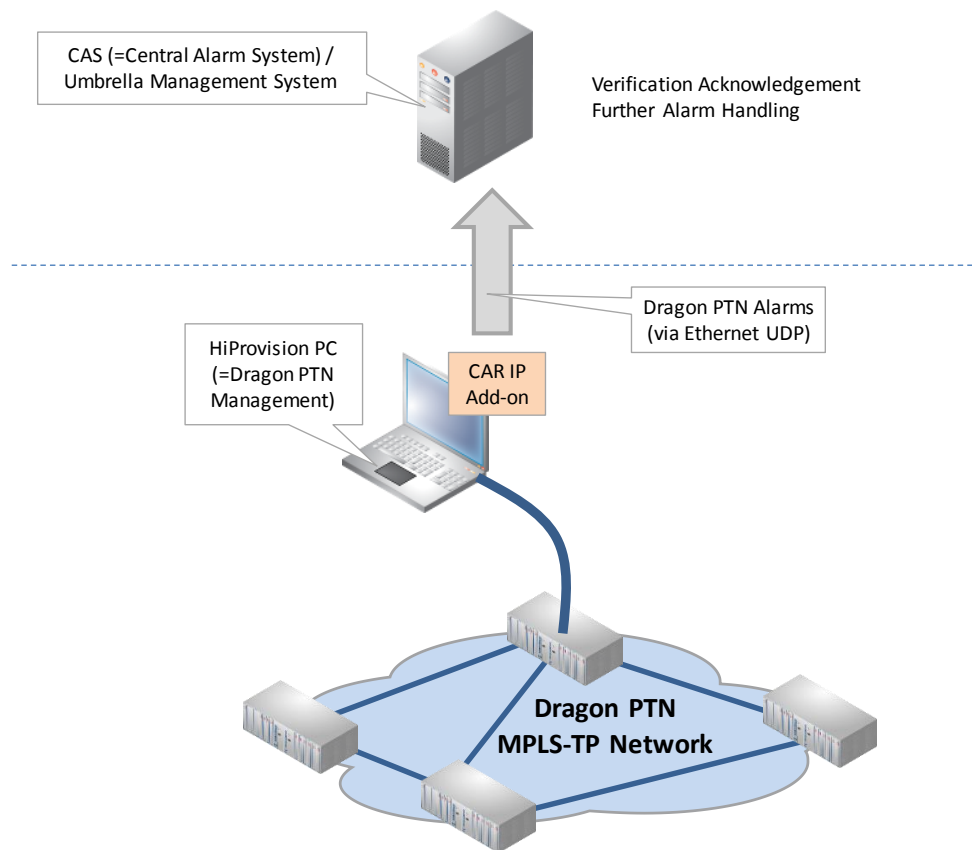 CAS (=Central Alarm System) /
Umbrella Management System
Verification Acknowledgement
Further Alarm Handling
Dragon PTN Alarms
(via Ethernet UDP)
HiProvision PC
(=Dragon PTN
Management)
CAR IP
Add-on
Dragon PTN
MPLS-TP Network